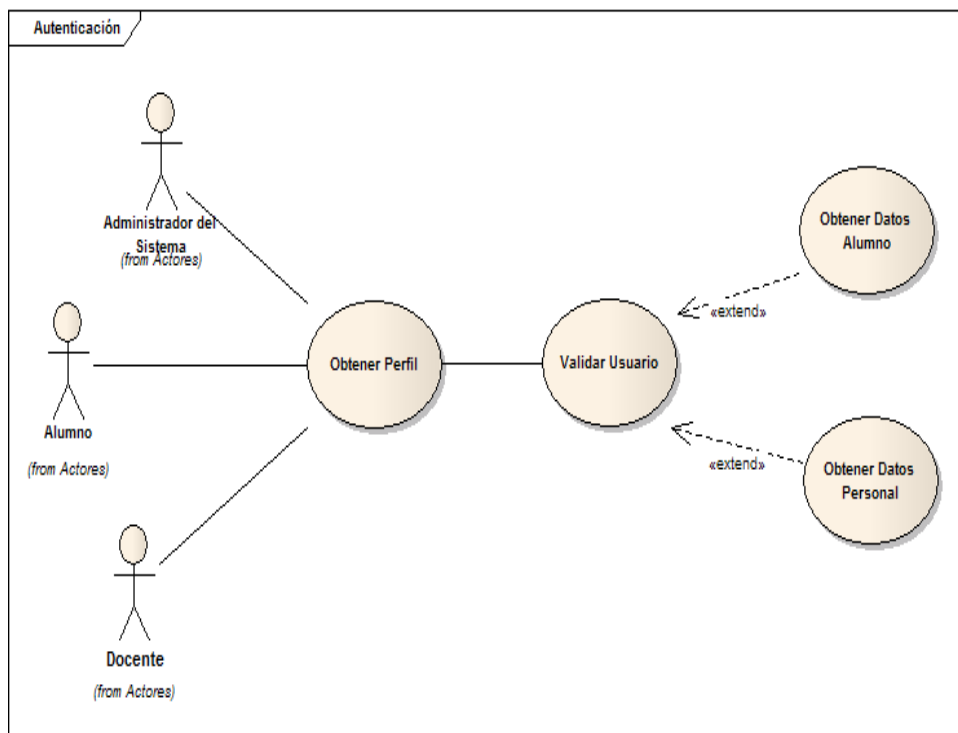 Autenticación
Administrador del
Sistema
(from Actores)
Obtener Datos
Alumno
«extend»
Obtener Perfil
Validar Usuario
Alumno
(from Actores)
«extend»
Obtener Datos
Personal
Docente
(from Actores)